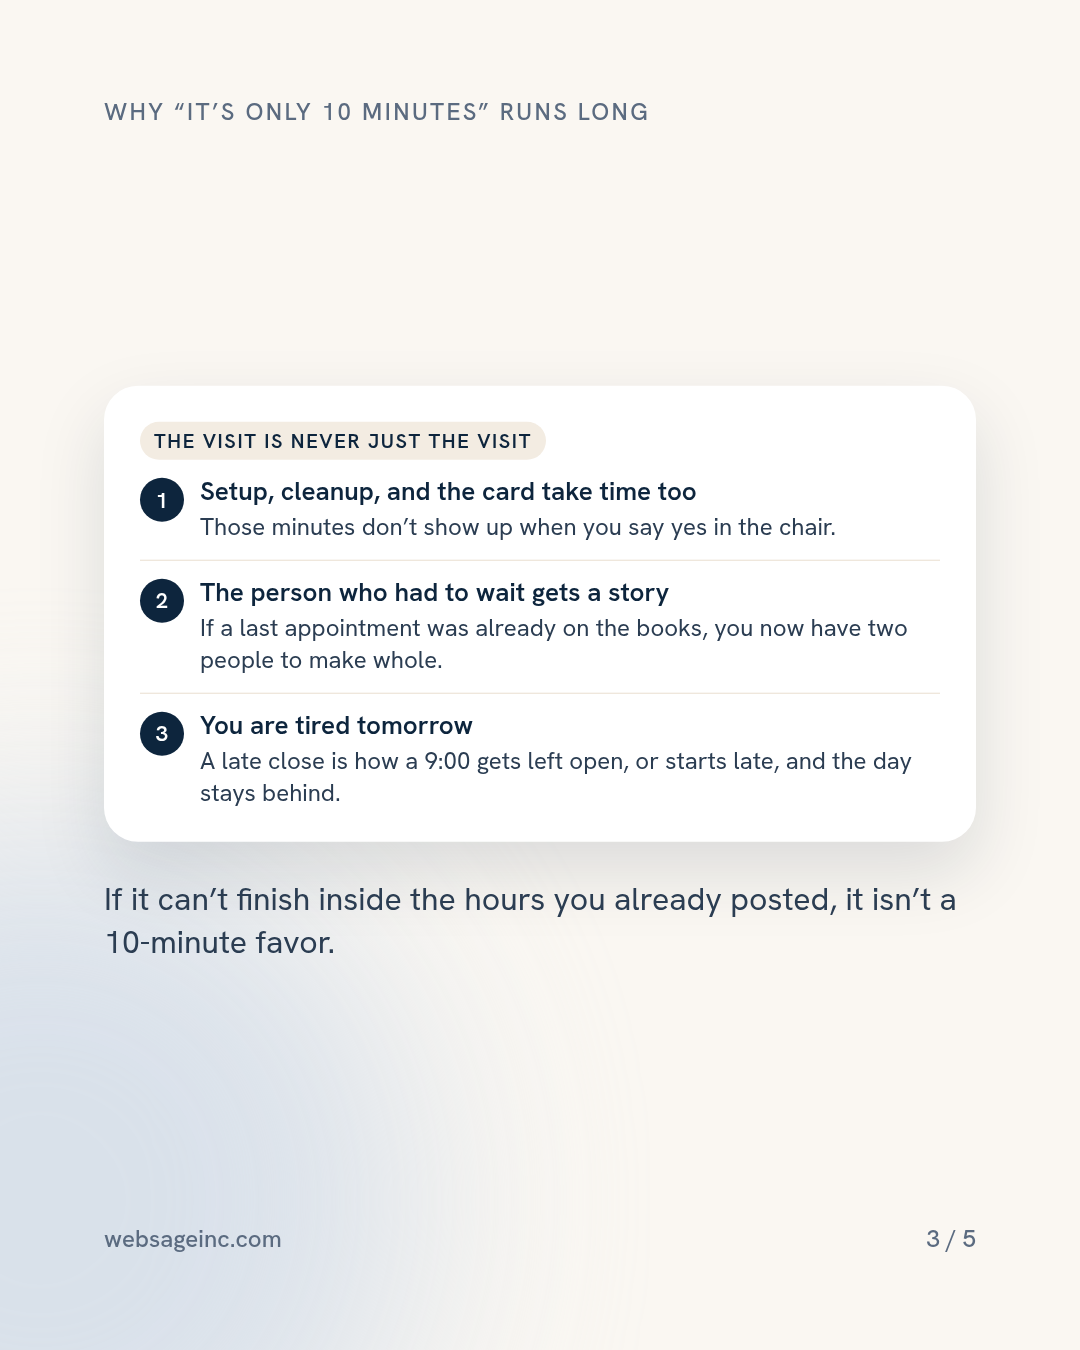 WHY “IT’S ONLY 10 MINUTES” RUNS LONG
THE VISIT IS NEVER JUST THE VISIT
1 Setup, cleanup, and the card take time too
Those minutes don’t show up when you say yes in the chair.
2 The person who had to wait gets a story
If a last appointment was already on the books, you now have two
people to make whole.
3 You are tired tomorrow
A late close is how a 9:00 gets left open, or starts late, and the day
stays behind.
If it can’t finish inside the hours you already posted, it isn’t a
10-minute favor.
websageinc.com
3 / 5